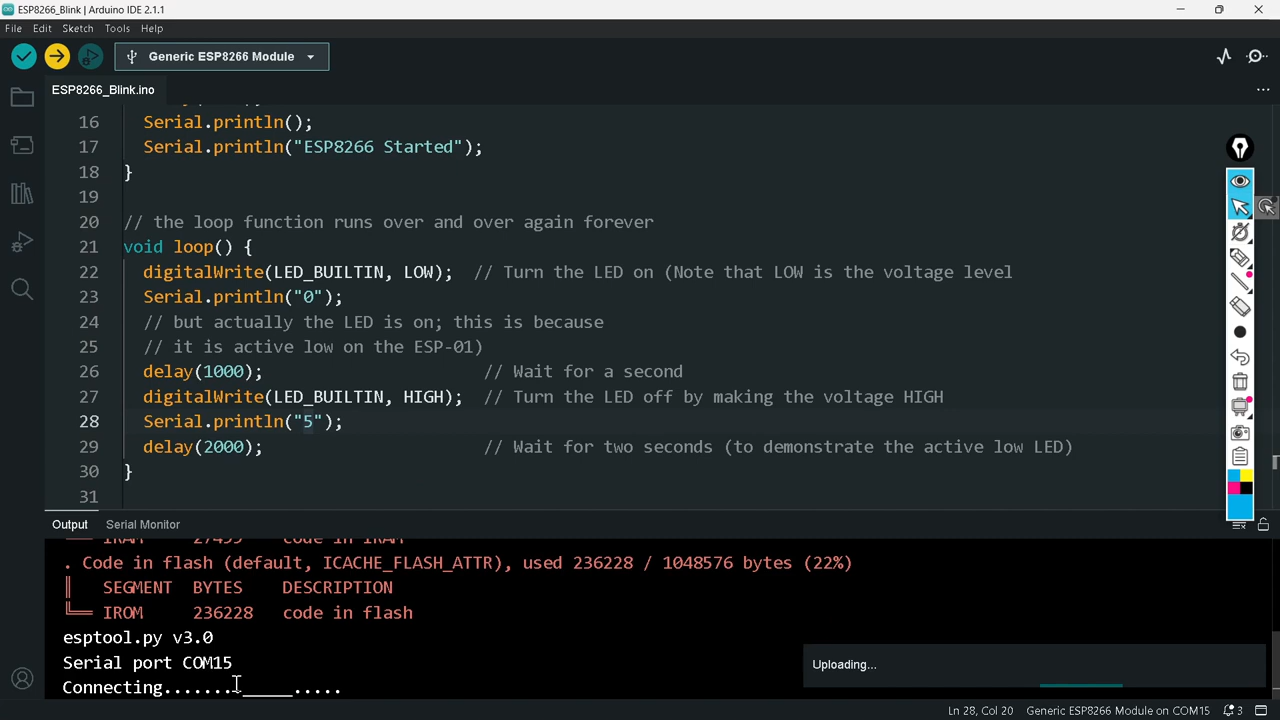 ESP8266_Blink | Arduino IDE 2.1.1
File Edit Sketch Tools Help
Generic ESP8266 Module
ESP8266_Blink.ino
16 Serial.println();
17 Serial.println("ESP8266 Started");
18 }
19
20 // the loop function runs over and over again forever
21 void loop() {
22 digitalWrite(LED_BUILTIN, LOW); // Turn the LED on (Note that LOW is the voltage level
23 Serial.println("0");
24 // but actually the LED is on; this is because
25 // it is active low on the ESP-01)
26 delay(1000); // Wait for a second
27 digitalWrite(LED_BUILTIN, HIGH); // Turn the LED off by making the voltage HIGH
28 Serial.println("5");
29 delay(2000); // Wait for two seconds (to demonstrate the active low LED)
30 }
31
Output Serial Monitor
. Code in flash (default, ICACHE_FLASH_ATTR), used 236228 / 1048576 bytes (22%)
║ SEGMENT BYTES DESCRIPTION
╚══ IROM 236228 code in flash
esptool.py v3.0
Serial port COM15
Connecting........_____.....
Uploading...
Ln 28, Col 20 Generic ESP8266 Module on COM15 3